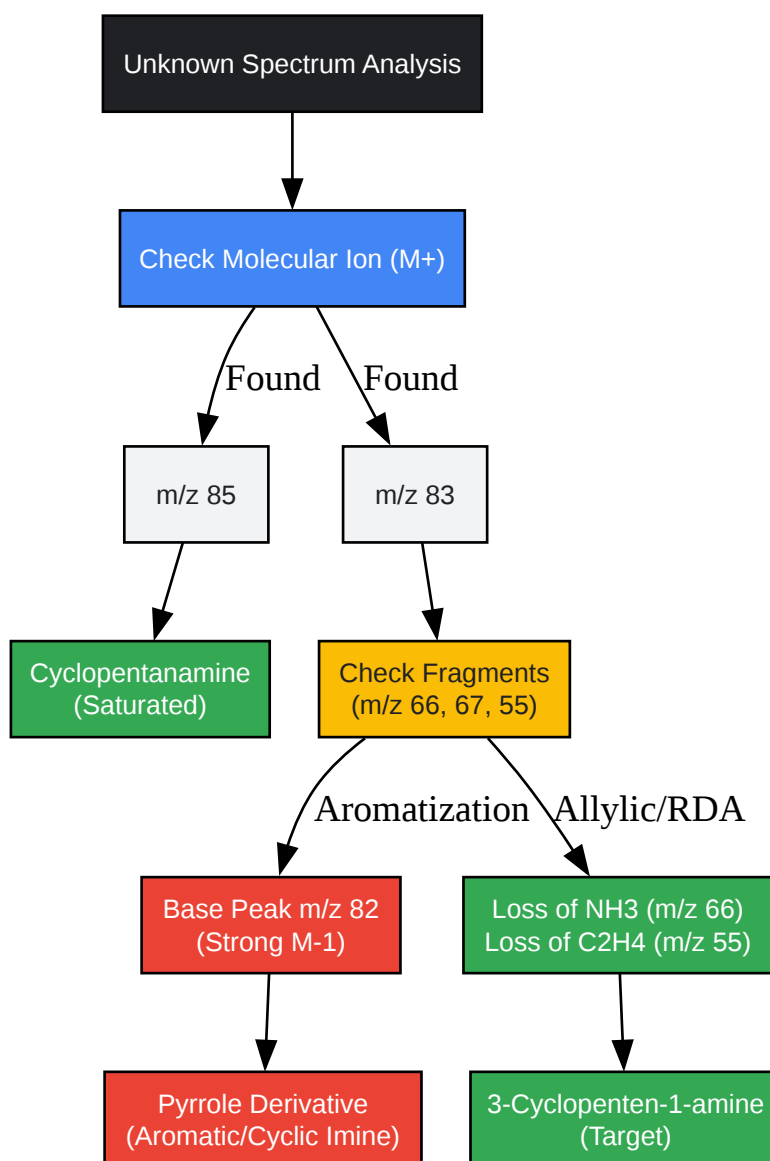 Unknown Spectrum Analysis
Check Molecular Ion (M+)
Found
Found
m/z 85
m/z 83
Cyclopentanamine
(Saturated)
Check Fragments
(m/z 66, 67, 55)
Aromatization
Allylic/RDA
Base Peak m/z 82
(Strong M-1)
Loss of NH3 (m/z 66)
Loss of C2H4 (m/z 55)
Pyrrole Derivative
(Aromatic/Cyclic Imine)
3-Cyclopenten-1-amine
(Target)